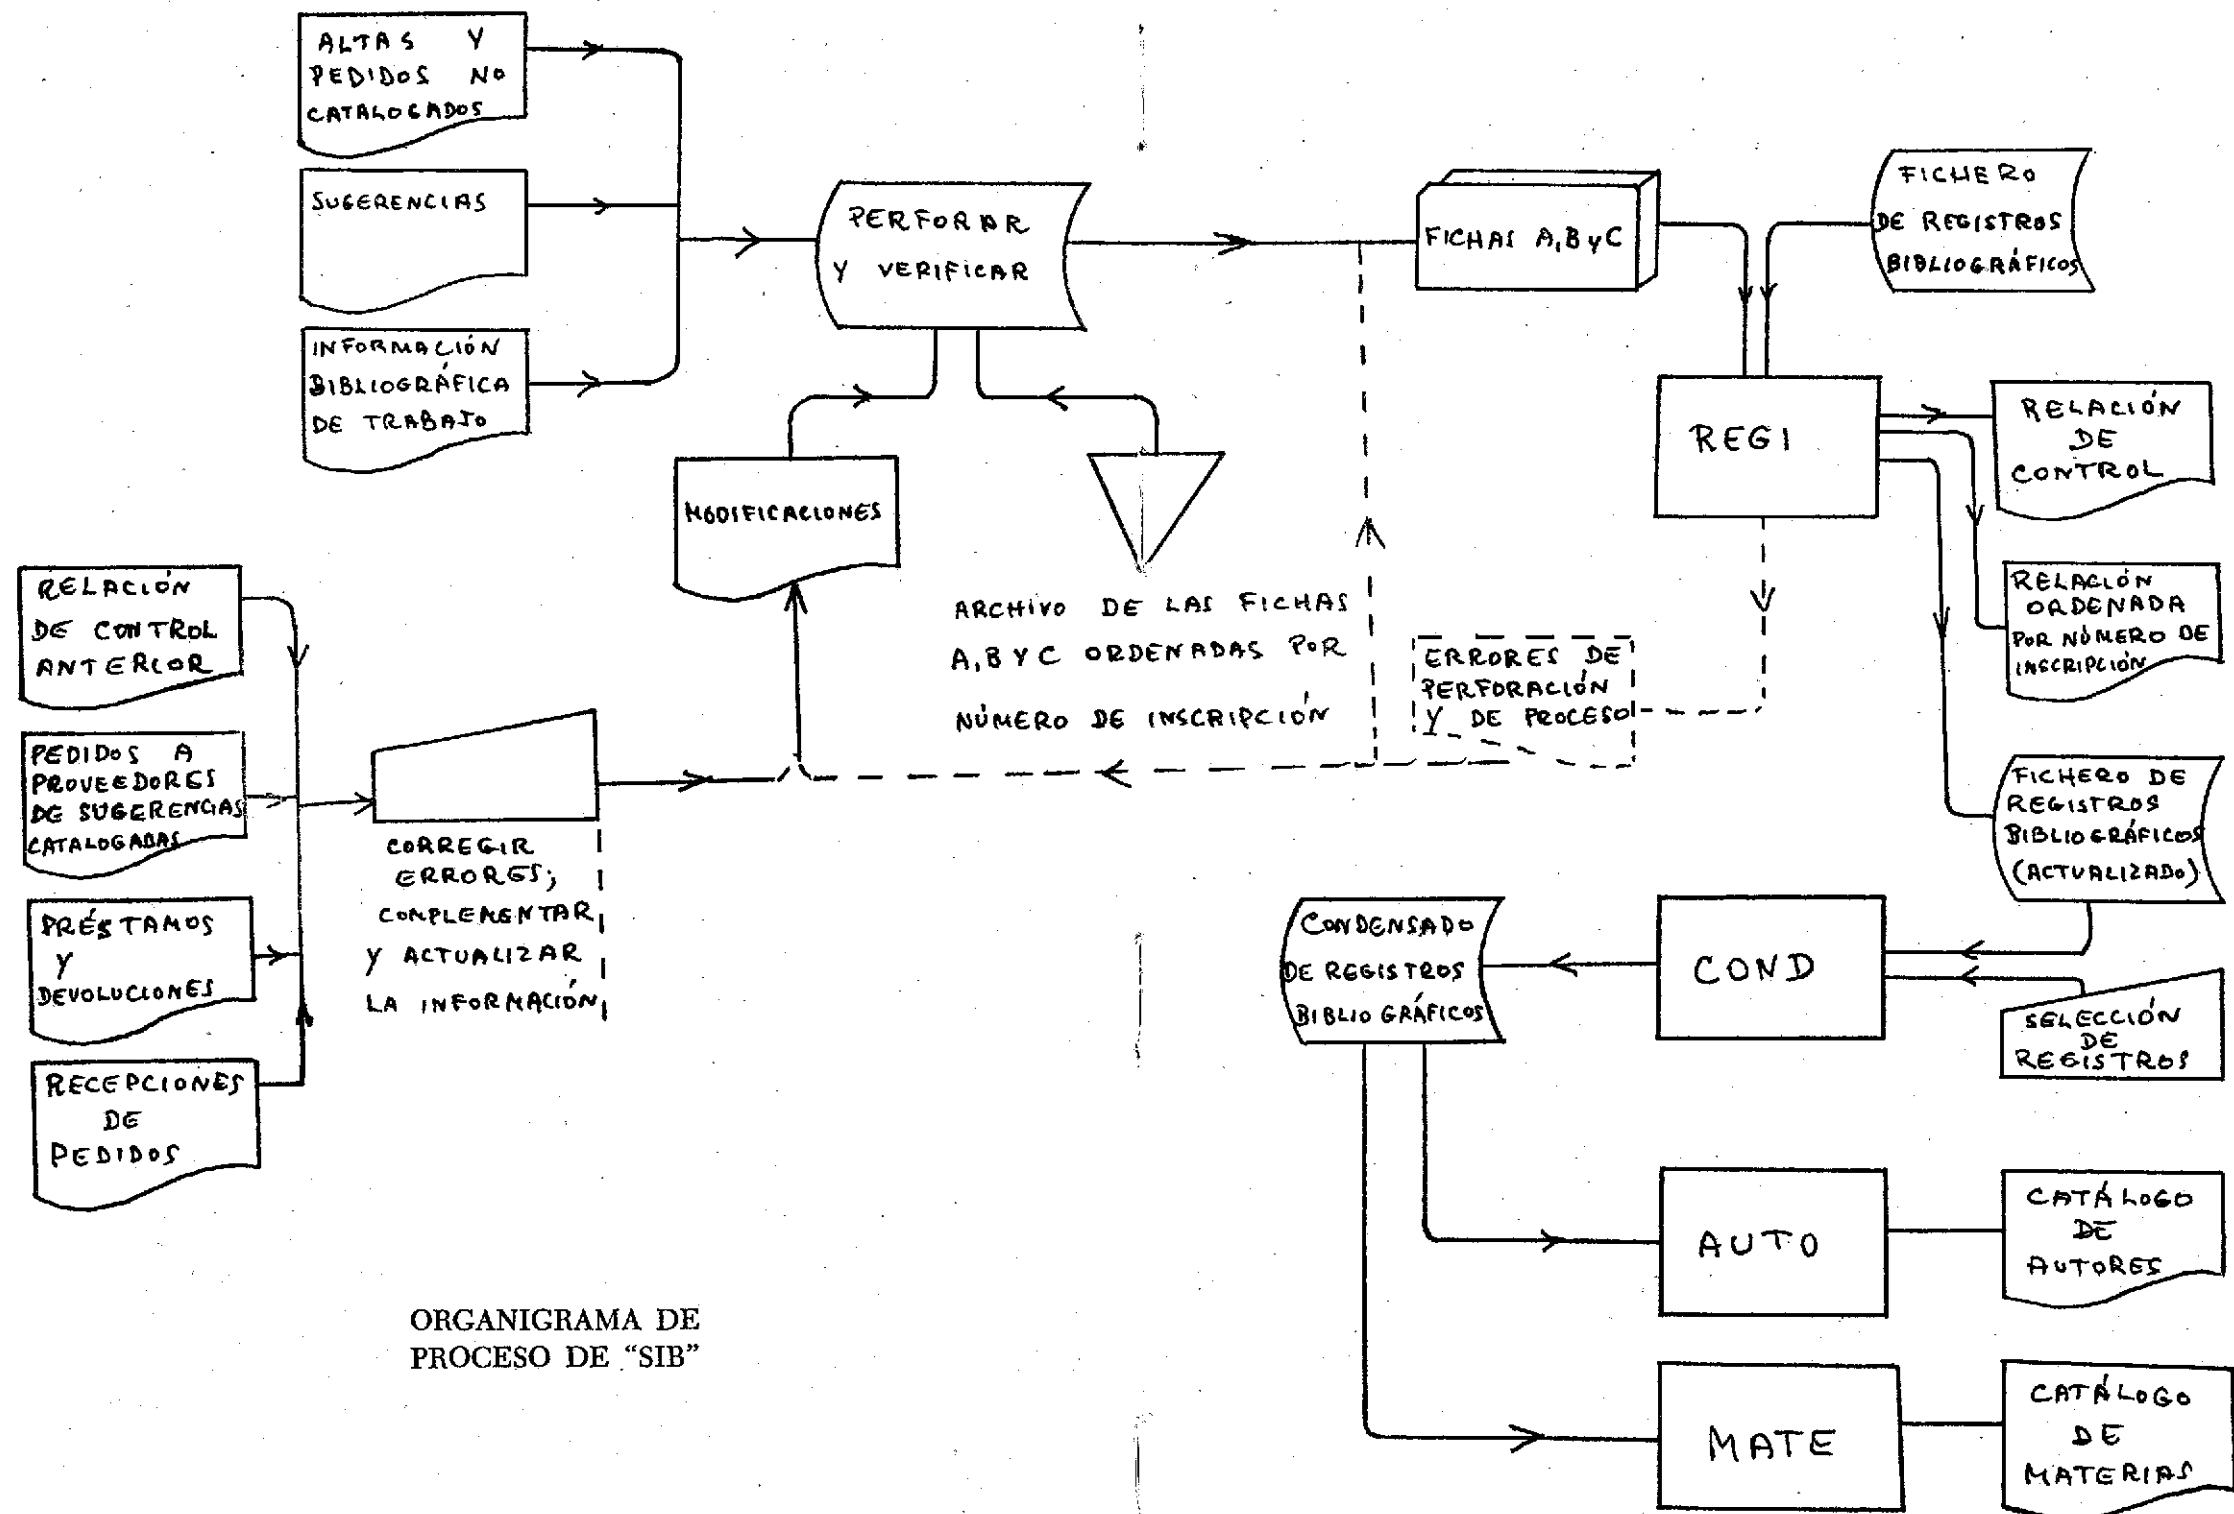 ALTAS Y
PEDIDOS NO
CATALOGADOS
SUGERENCIAS
INFORMACIÓN
BIBLIOGRÁFICA
DE TRABAJO
PERFORAR
Y VERIFICAR
FICHAS A, B y C
FICHERO
DE REGISTROS
BIBLIOGRÁFICOS
REGI
RELACIÓN
DE
CONTROL
MODIFICACIONES
ARCHIVO DE LAS FICHAS
A, B Y C ORDENADAS POR
NÚMERO DE INSCRIPCIÓN
RELACIÓN
ORDENADA
POR NÚMERO DE
INSCRIPCIÓN
ERRORES DE
PERFORACIÓN
Y DE PROCESO
RELACIÓN
DE CONTROL
ANTERIOR
PEDIDOS A
PROVEEDORES
DE SUGERENCIAS
CATALOGADAS
PRÉSTAMOS
Y
DEVOLUCIONES
RECEPCIONES
DE
PEDIDOS
CORREGIR
ERRORES;
COMPLEMENTAR
Y ACTUALIZAR
LA INFORMACIÓN
FICHERO DE
REGISTROS
BIBLIOGRÁFICOS
(ACTUALIZADO)
CONDENSADO
DE REGISTROS
BIBLIOGRÁFICOS
COND
SELECCIÓN
DE
REGISTROS
AUTO
CATÁLOGO
DE
AUTORES
MATE
CATÁLOGO
DE
MATERIAS
ORGANIGRAMA DE
PROCESO DE "SIB"